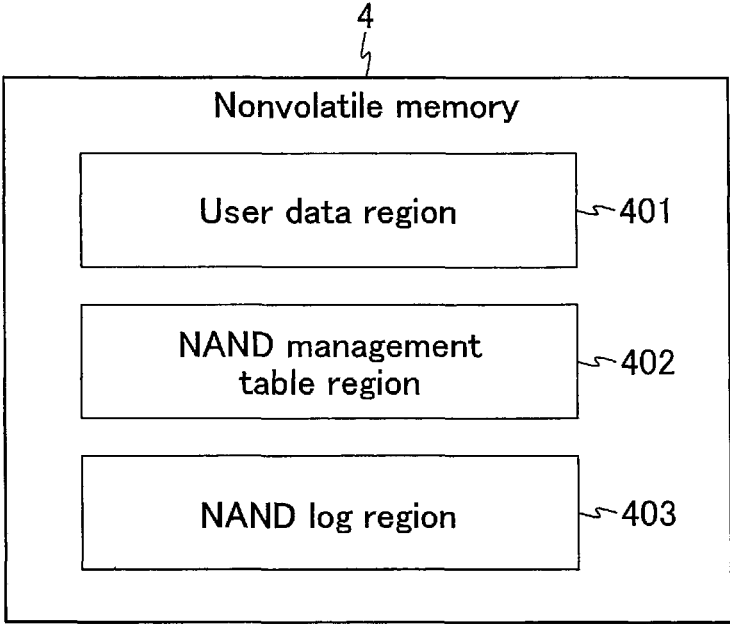 4
Nonvolatile memory
User data region
401
NAND management
table region
402
NAND log region
403